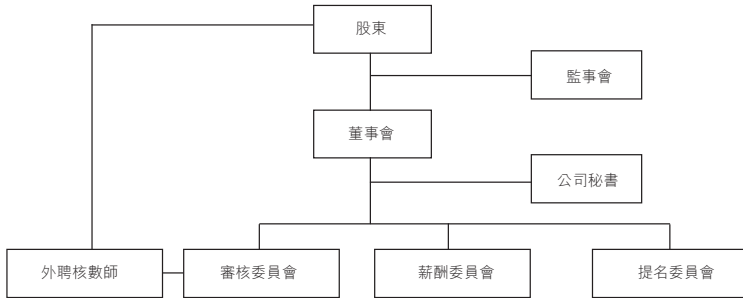 股東
監事會
董事會
公司秘書
外聘核數師
審核委員會
薪酬委員會
提名委員會